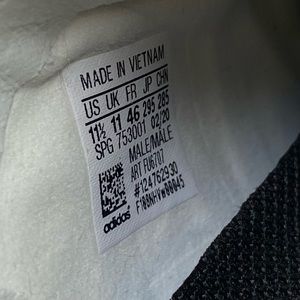 MADE IN VIETNAM
US UK FR JP CHN
11½ 11 46 295 285
SPG 753001 02/20
MALE/MALE
ART FU6707
#124762930
F100NHVw00045
adidas